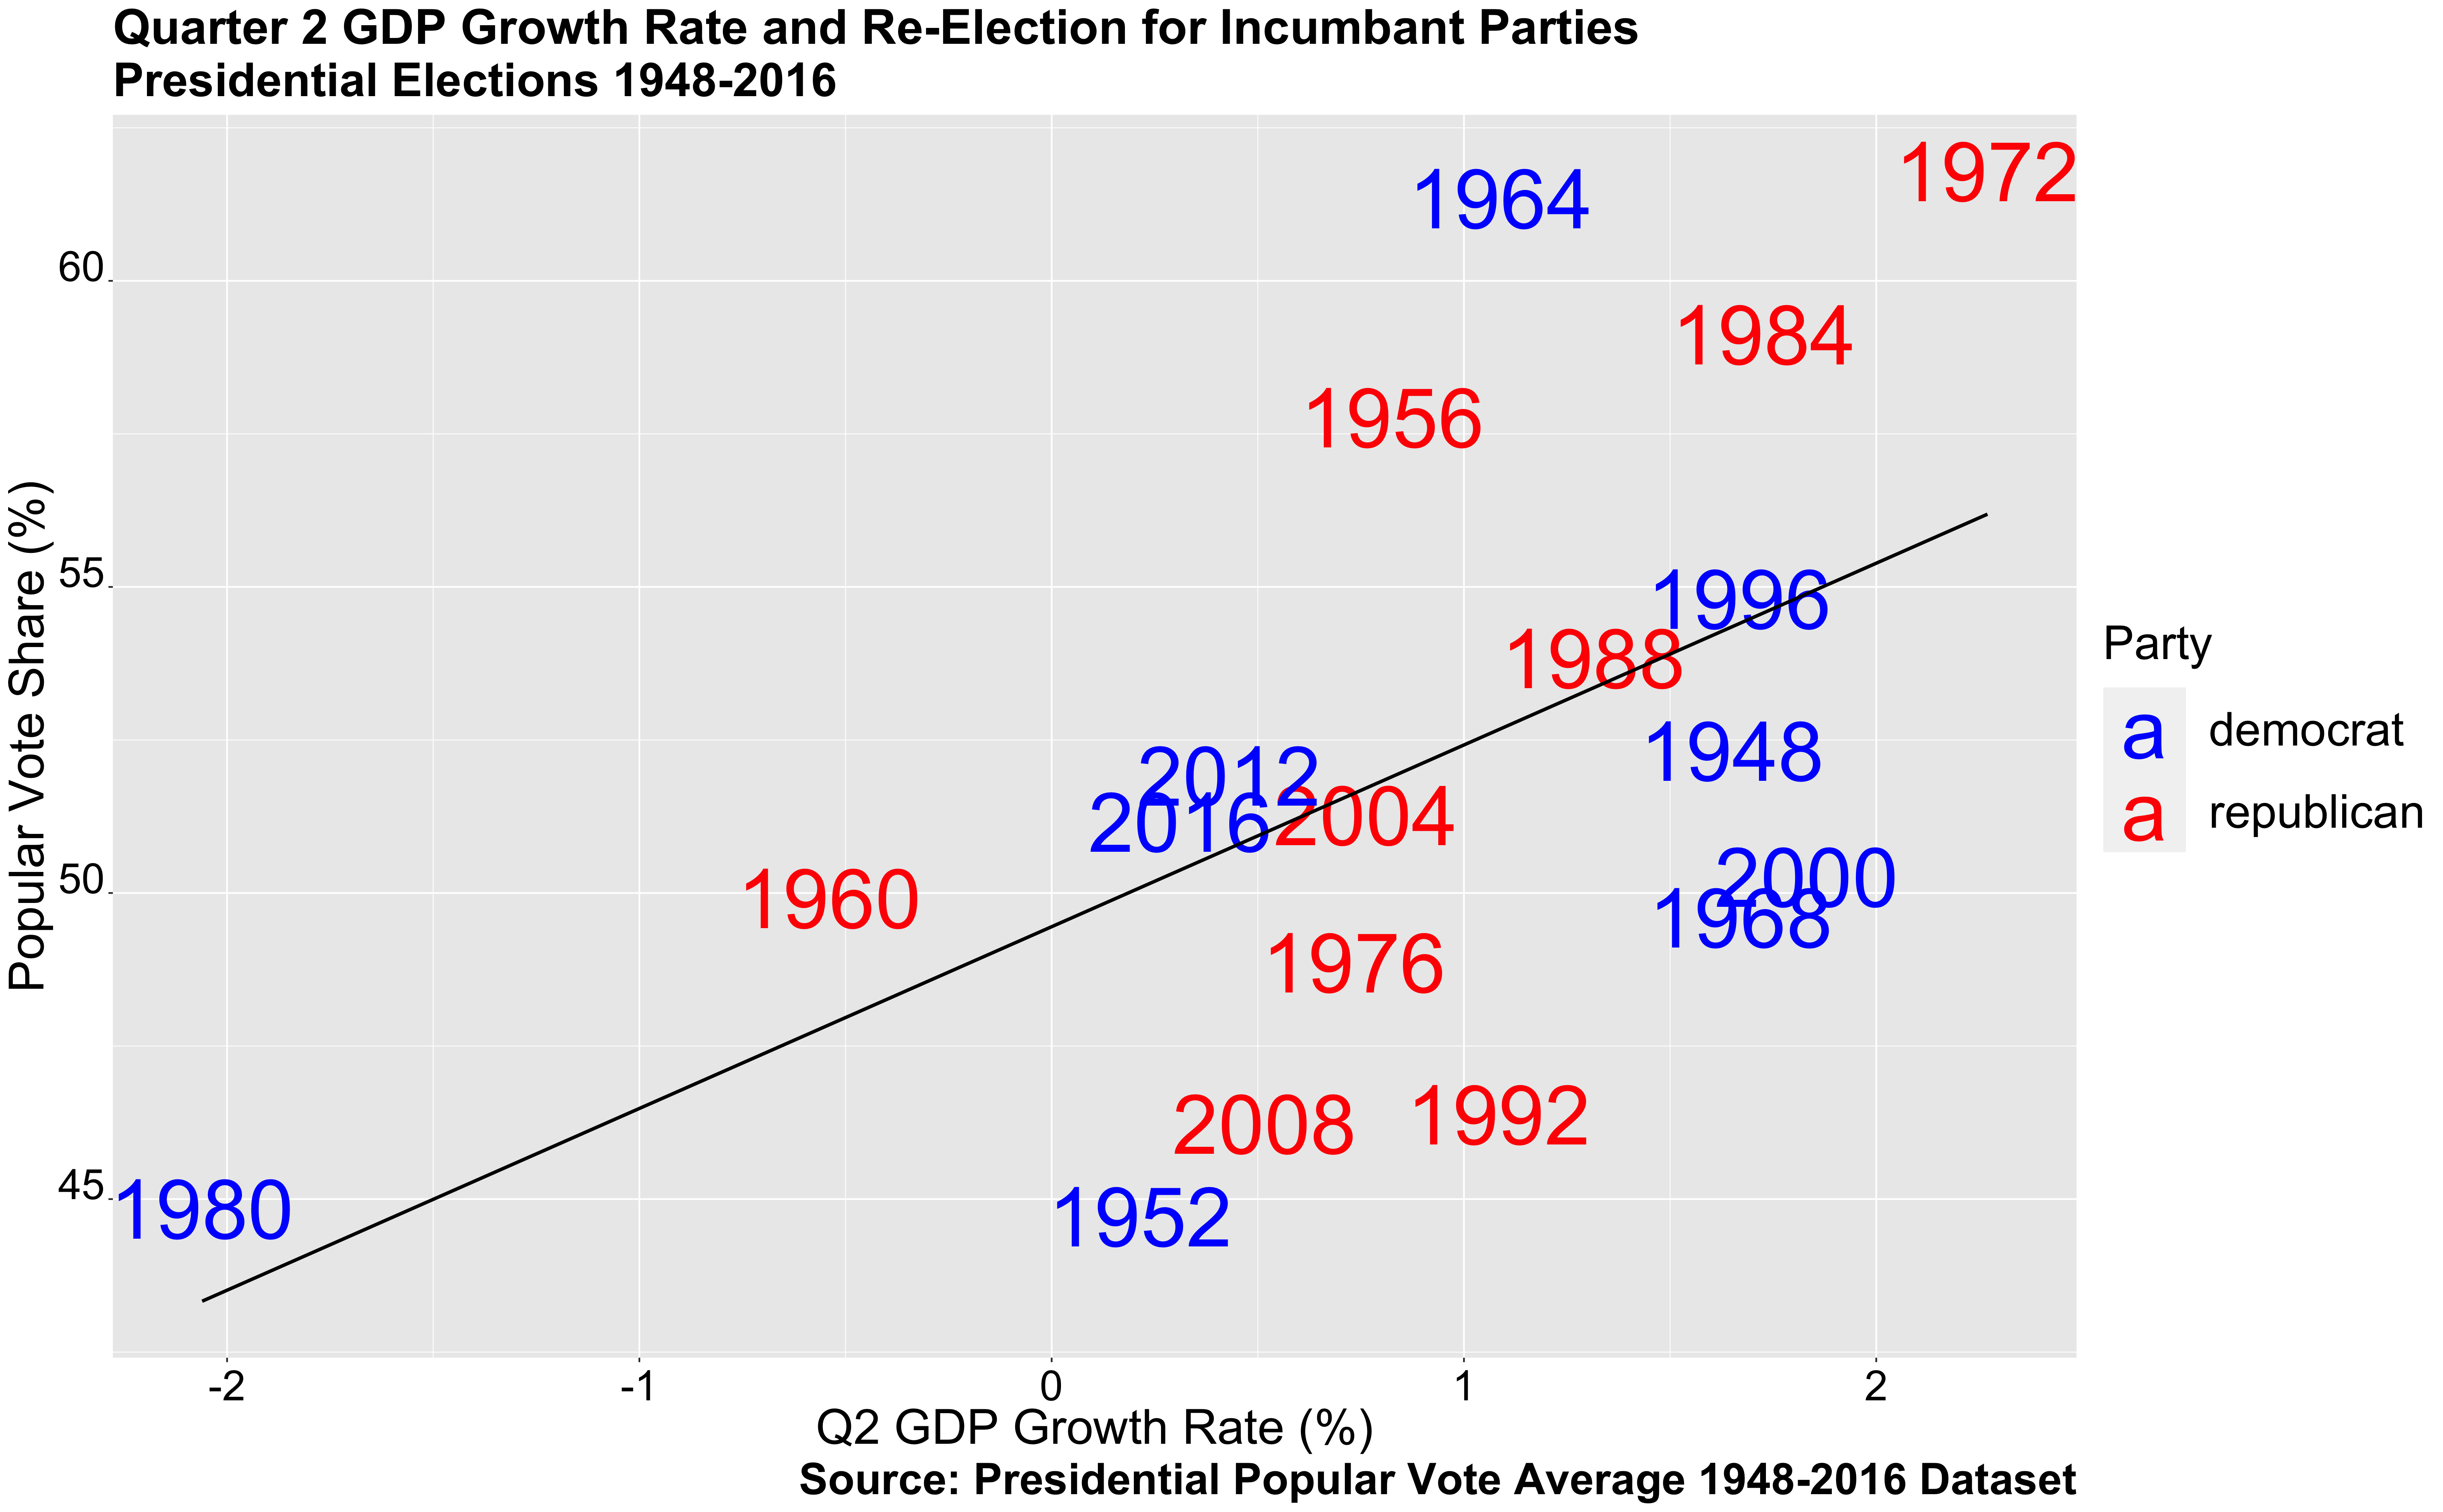 Quarter 2 GDP Growth Rate and Re-Election for Incumbant Parties
Presidential Elections 1948-2016
1972
1964
60
1984
1956
Popular Vote Share (%)
55
1996
1988
1948
2012
2004
2016
50
2000
1960
1968
1976
1992
2008
45
1980
1952
Party
a democrat
a republican
-2 -1 0 1 2
Q2 GDP Growth Rate (%)
Source: Presidential Popular Vote Average 1948-2016 Dataset